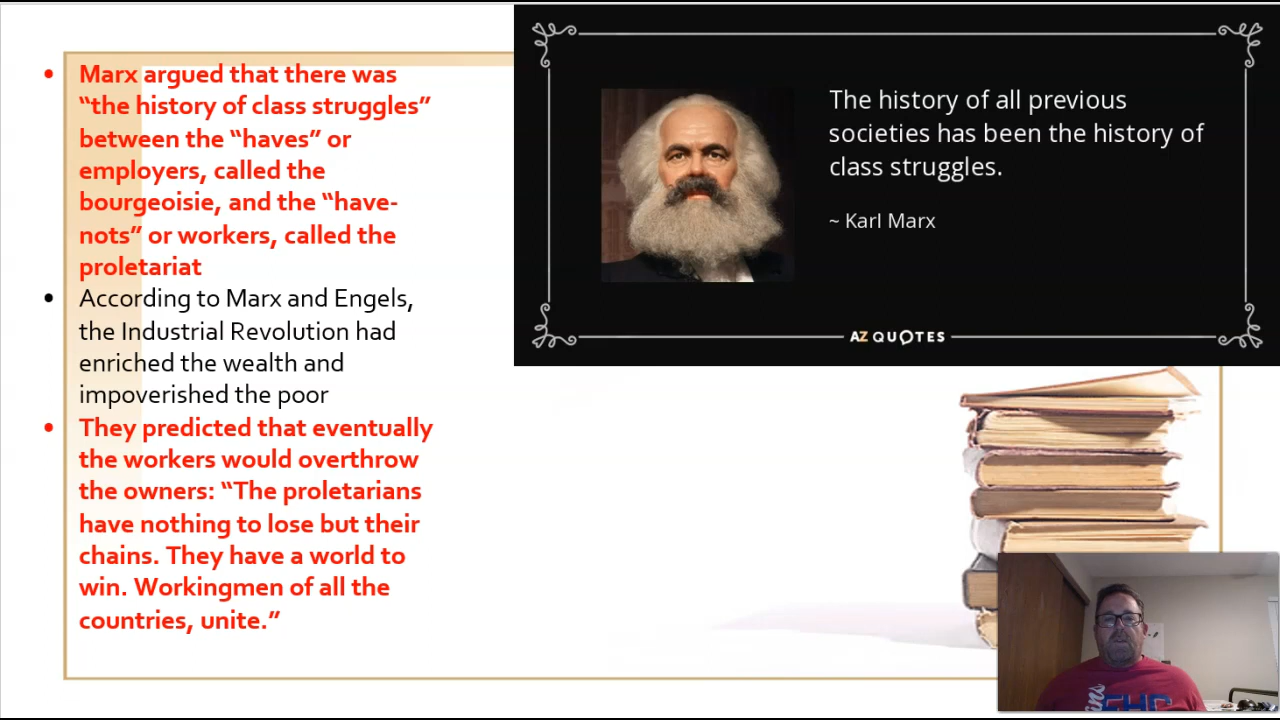 • Marx argued that there was
“the history of class struggles”
between the “haves” or
employers, called the
bourgeoisie, and the “have-
nots” or workers, called the
proletariat
• According to Marx and Engels,
the Industrial Revolution had
enriched the wealth and
impoverished the poor
• They predicted that eventually
the workers would overthrow
the owners: “The proletarians
have nothing to lose but their
chains. They have a world to
win. Workingmen of all the
countries, unite.”
The history of all previous
societies has been the history of
class struggles.
~ Karl Marx
AZ QUOTES